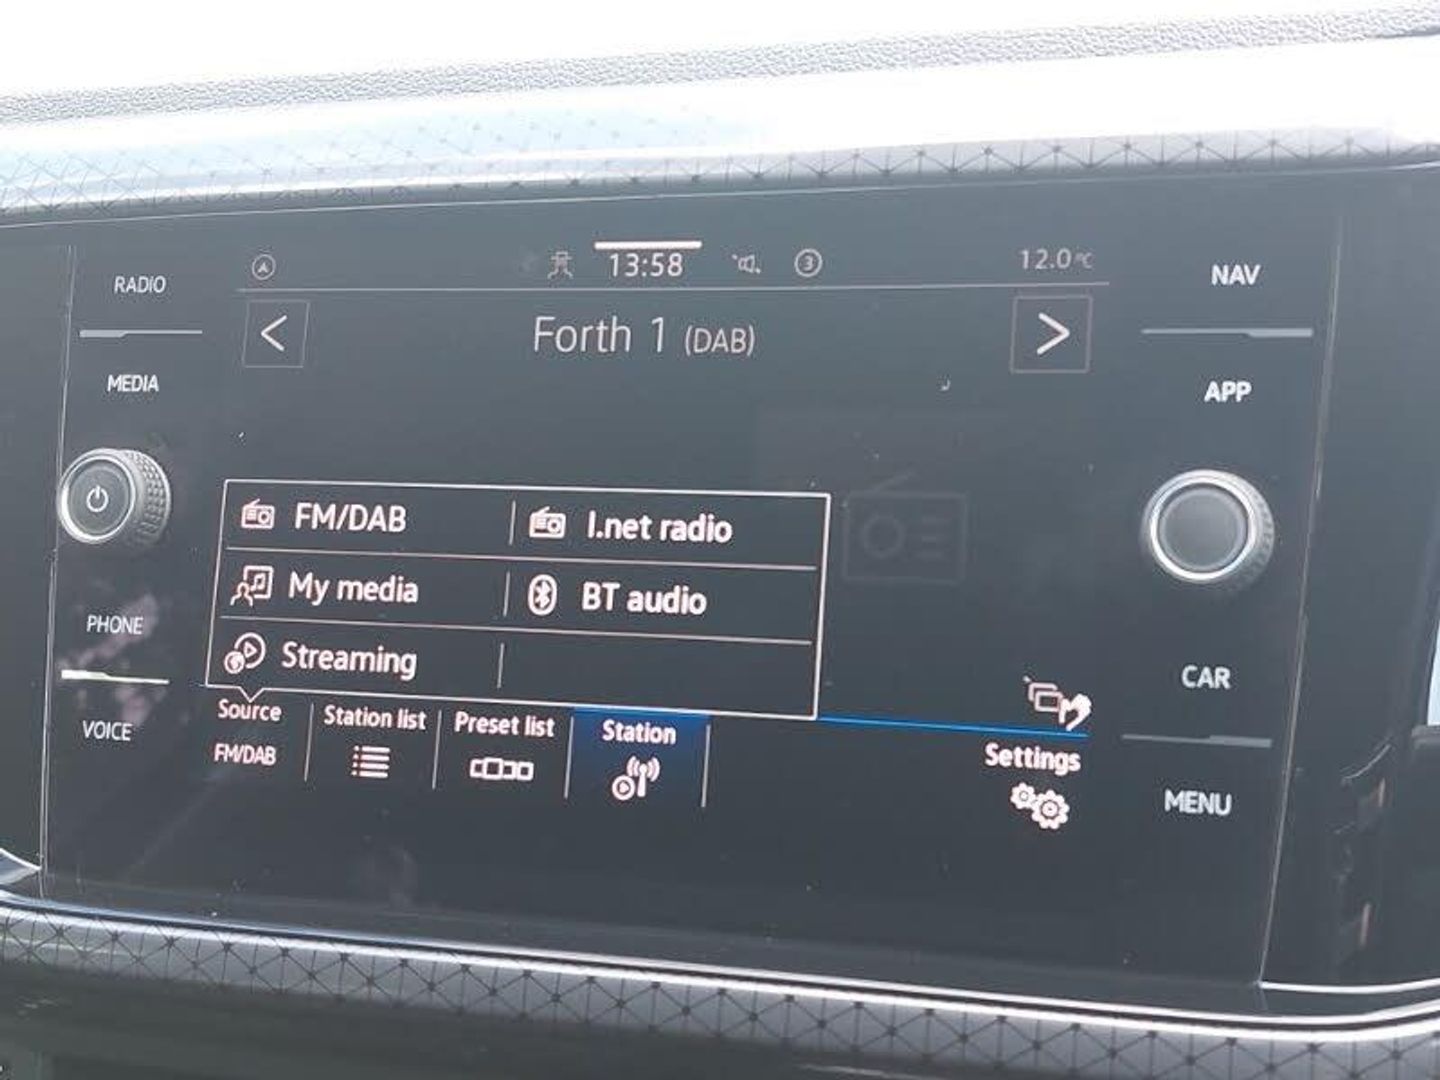 RADIO
MEDIA
PHONE
VOICE
13:58
3
12.0°C
Forth 1 (DAB)
FM/DAB
I.net radio
My media
BT audio
Streaming
Source
FM/DAB
Station list
Preset list
Station
Settings
NAV
APP
CAR
MENU